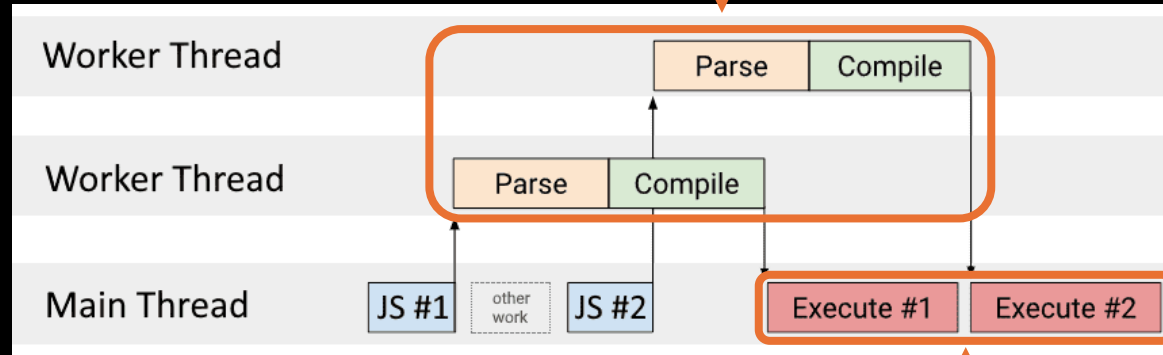 Worker Thread
Parse
Compile
Worker Thread
Parse
Compile
Main Thread
JS #1
other
work
JS #2
Execute #1
Execute #2